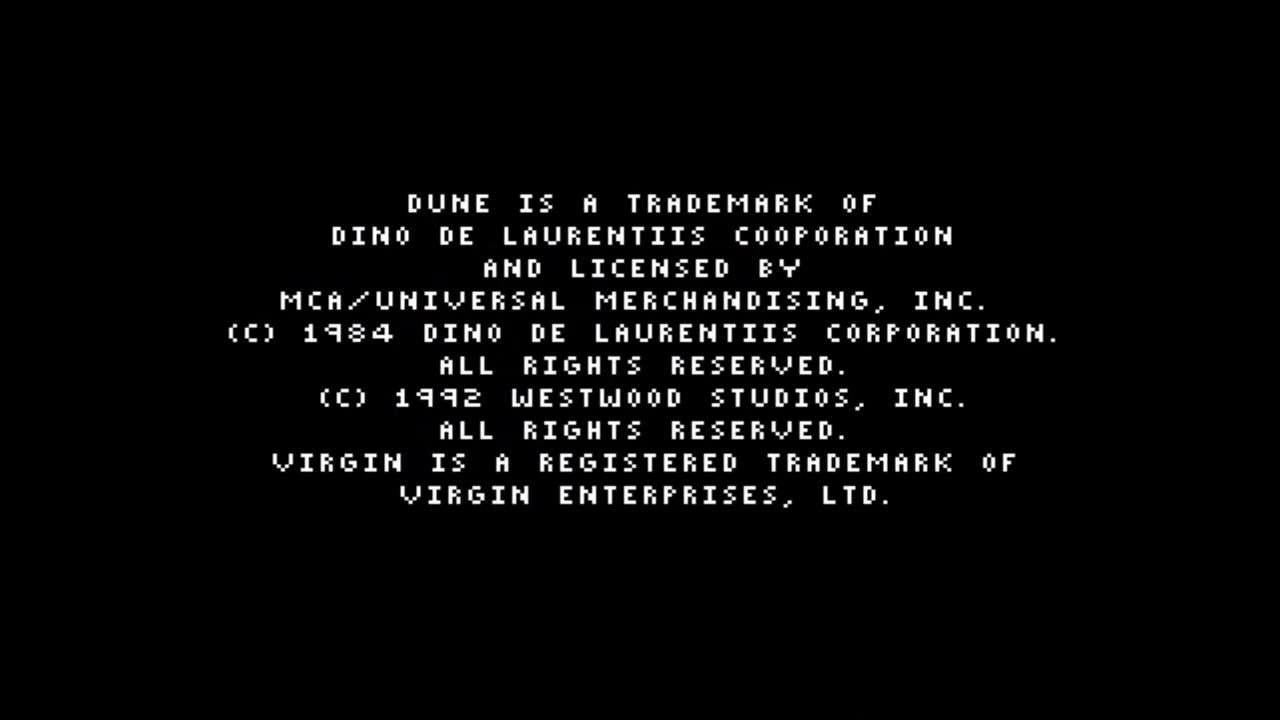 DUNE IS A TRADEMARK OF
DINO DE LAURENTIIS COOPORATION
AND LICENSED BY
MCA/UNIVERSAL MERCHANDISING, INC.
(C) 1984 DINO DE LAURENTIIS CORPORATION.
ALL RIGHTS RESERVED.
(C) 1992 WESTWOOD STUDIOS, INC.
ALL RIGHTS RESERVED.
VIRGIN IS A REGISTERED TRADEMARK OF
VIRGIN ENTERPRISES, LTD.